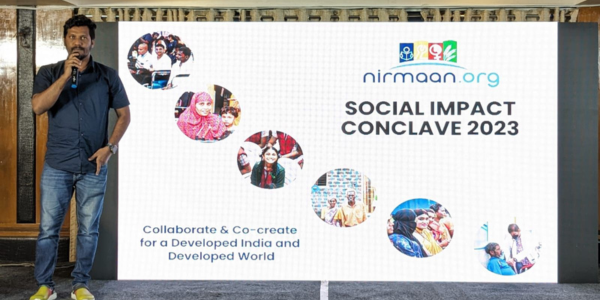 nirmaan.org
SOCIAL IMPACT
CONCLAVE 2023
Collaborate & Co-create
for a Developed India and
Developed World